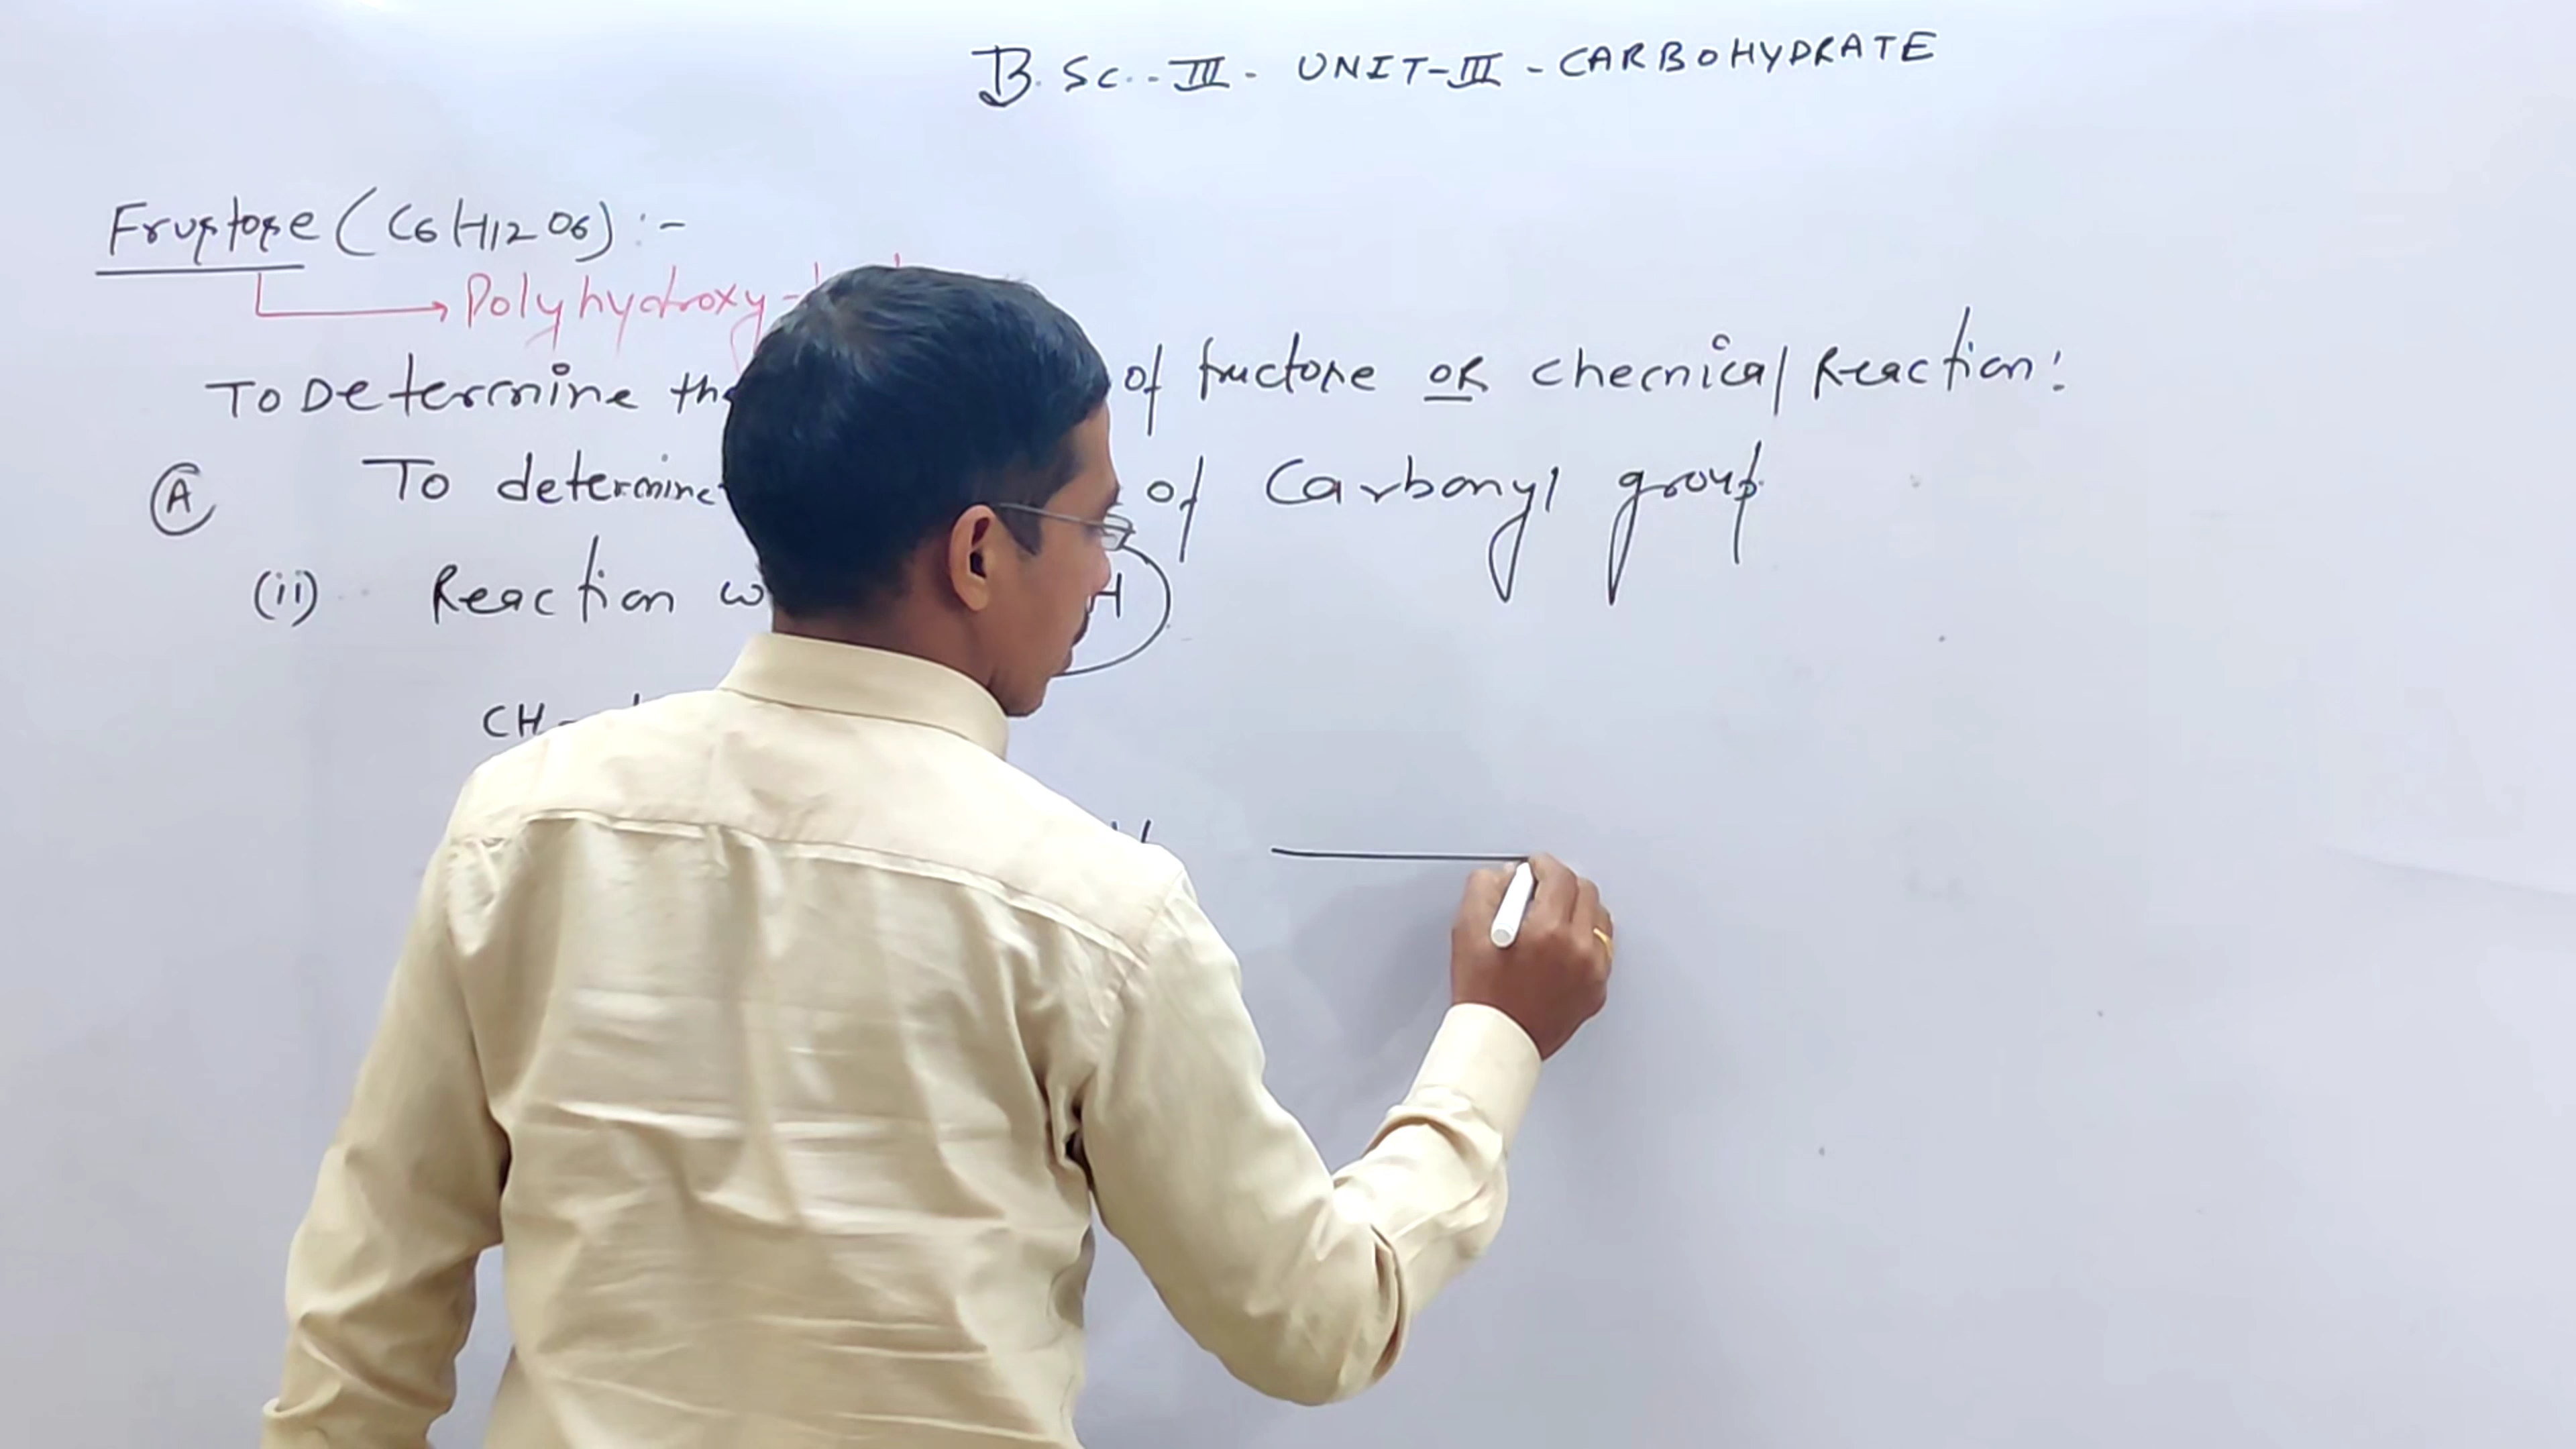 B. Sc. - III - UNIT-III - CARBOHYDRATE
Fructose (C6H12O6) :-
Polyhydroxy -
To Determine the of fructose OR chemical Reaction:
(A) To determine of Carbonyl group
(ii) Reaction H
CH